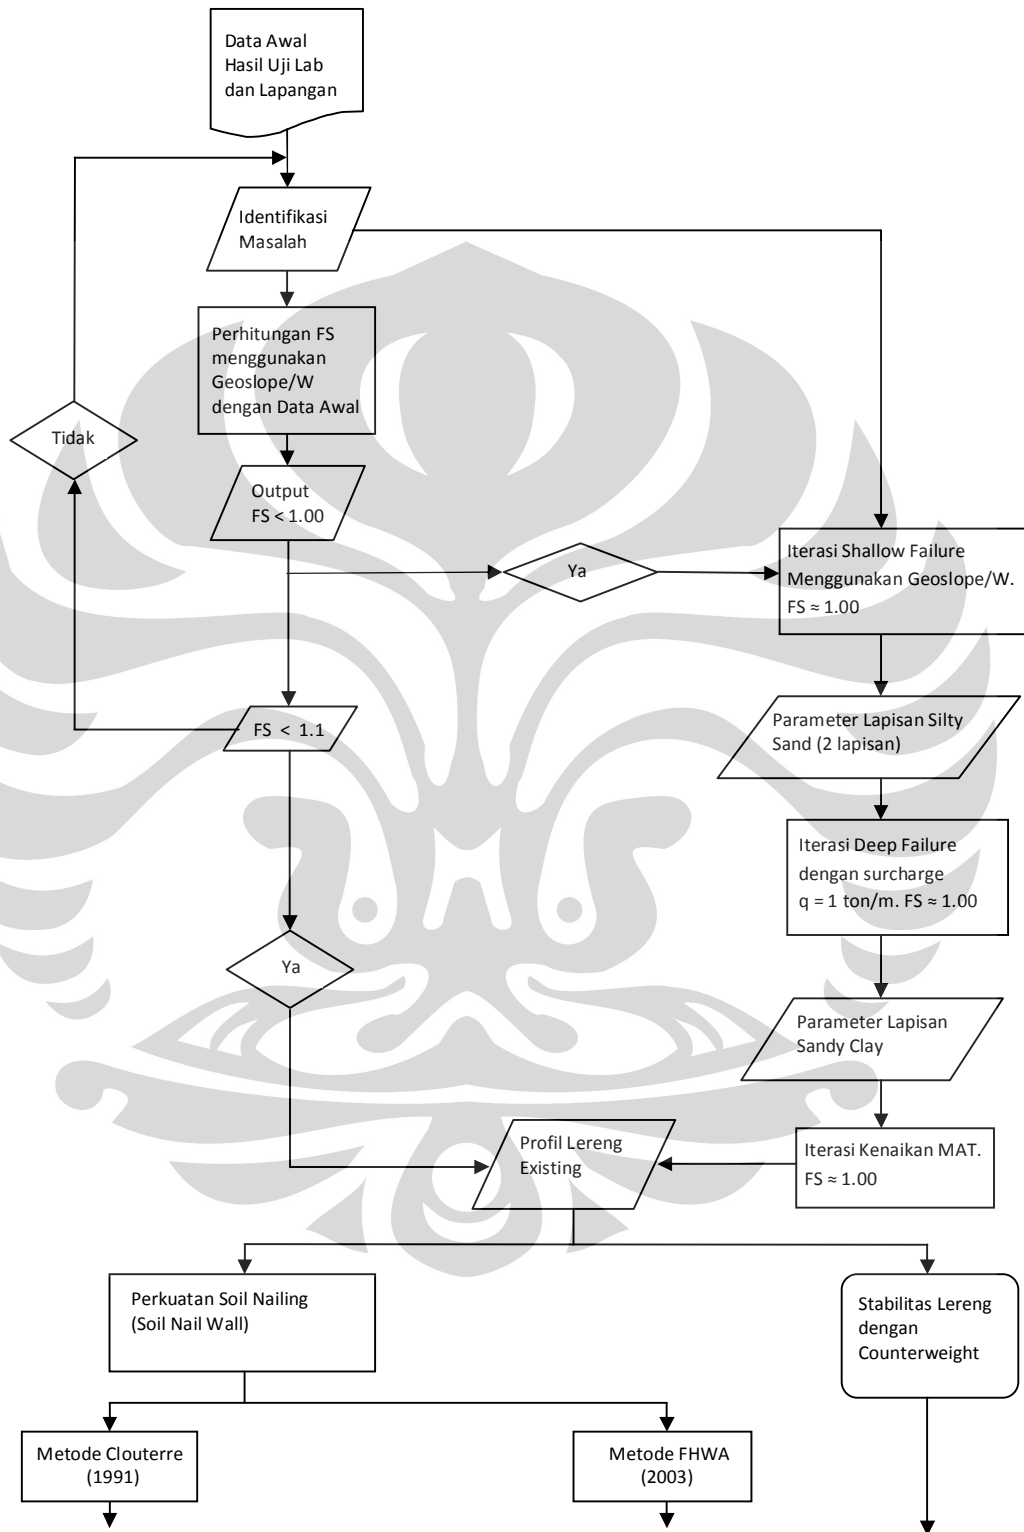 Data Awal
Hasil Uji Lab
dan Lapangan
Identifikasi
Masalah
Perhitungan FS
menggunakan
Geoslope/W
dengan Data Awal
Tidak
Output
FS < 1.00
Ya
Iterasi Shallow Failure
Menggunakan Geoslope/W.
FS ≈ 1.00
FS < 1.1
Parameter Lapisan Silty
Sand (2 lapisan)
Iterasi Deep Failure
dengan surcharge
q = 1 ton/m. FS ≈ 1.00
Ya
Parameter Lapisan
Sandy Clay
Profil Lereng
Existing
Iterasi Kenaikan MAT.
FS ≈ 1.00
Perkuatan Soil Nailing
(Soil Nail Wall)
Stabilitas Lereng
dengan
Counterweight
Metode Clouterre
(1991)
Metode FHWA
(2003)